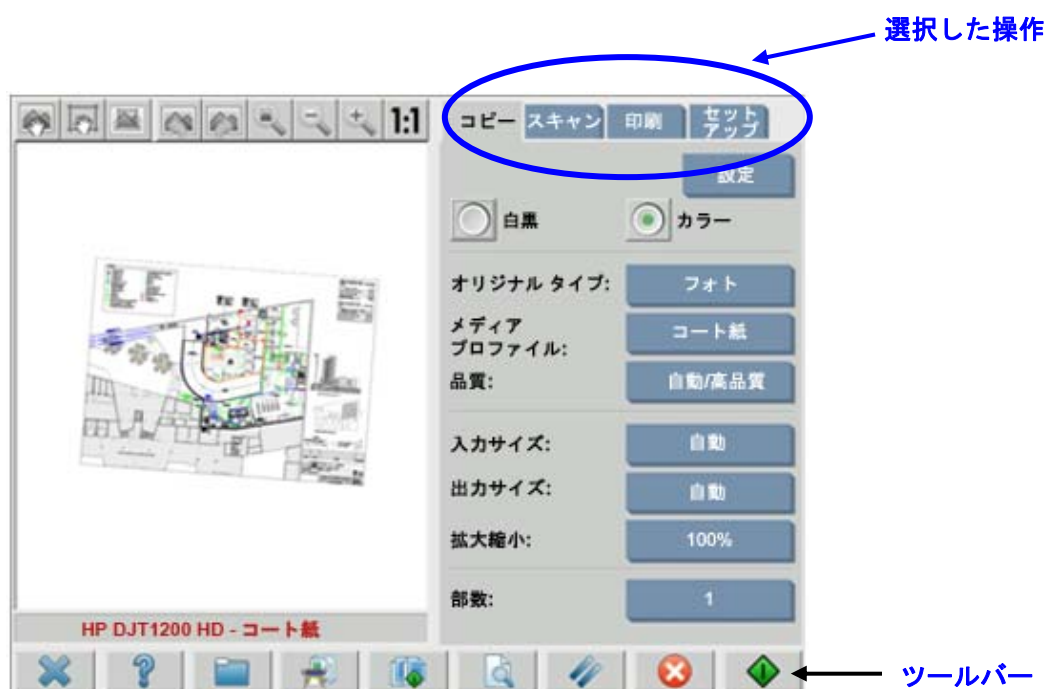 選択した操作
1:1
コピー スキャン 印刷 セット
アップ
設定
白黒 カラー
オリジナル タイプ: フォト
メディア
プロファイル: コート紙
品質: 自動/高品質
入力サイズ: 自動
出力サイズ: 自動
拡大縮小: 100%
部数: 1
HP DJT1200 HD - コート紙
ツールバー